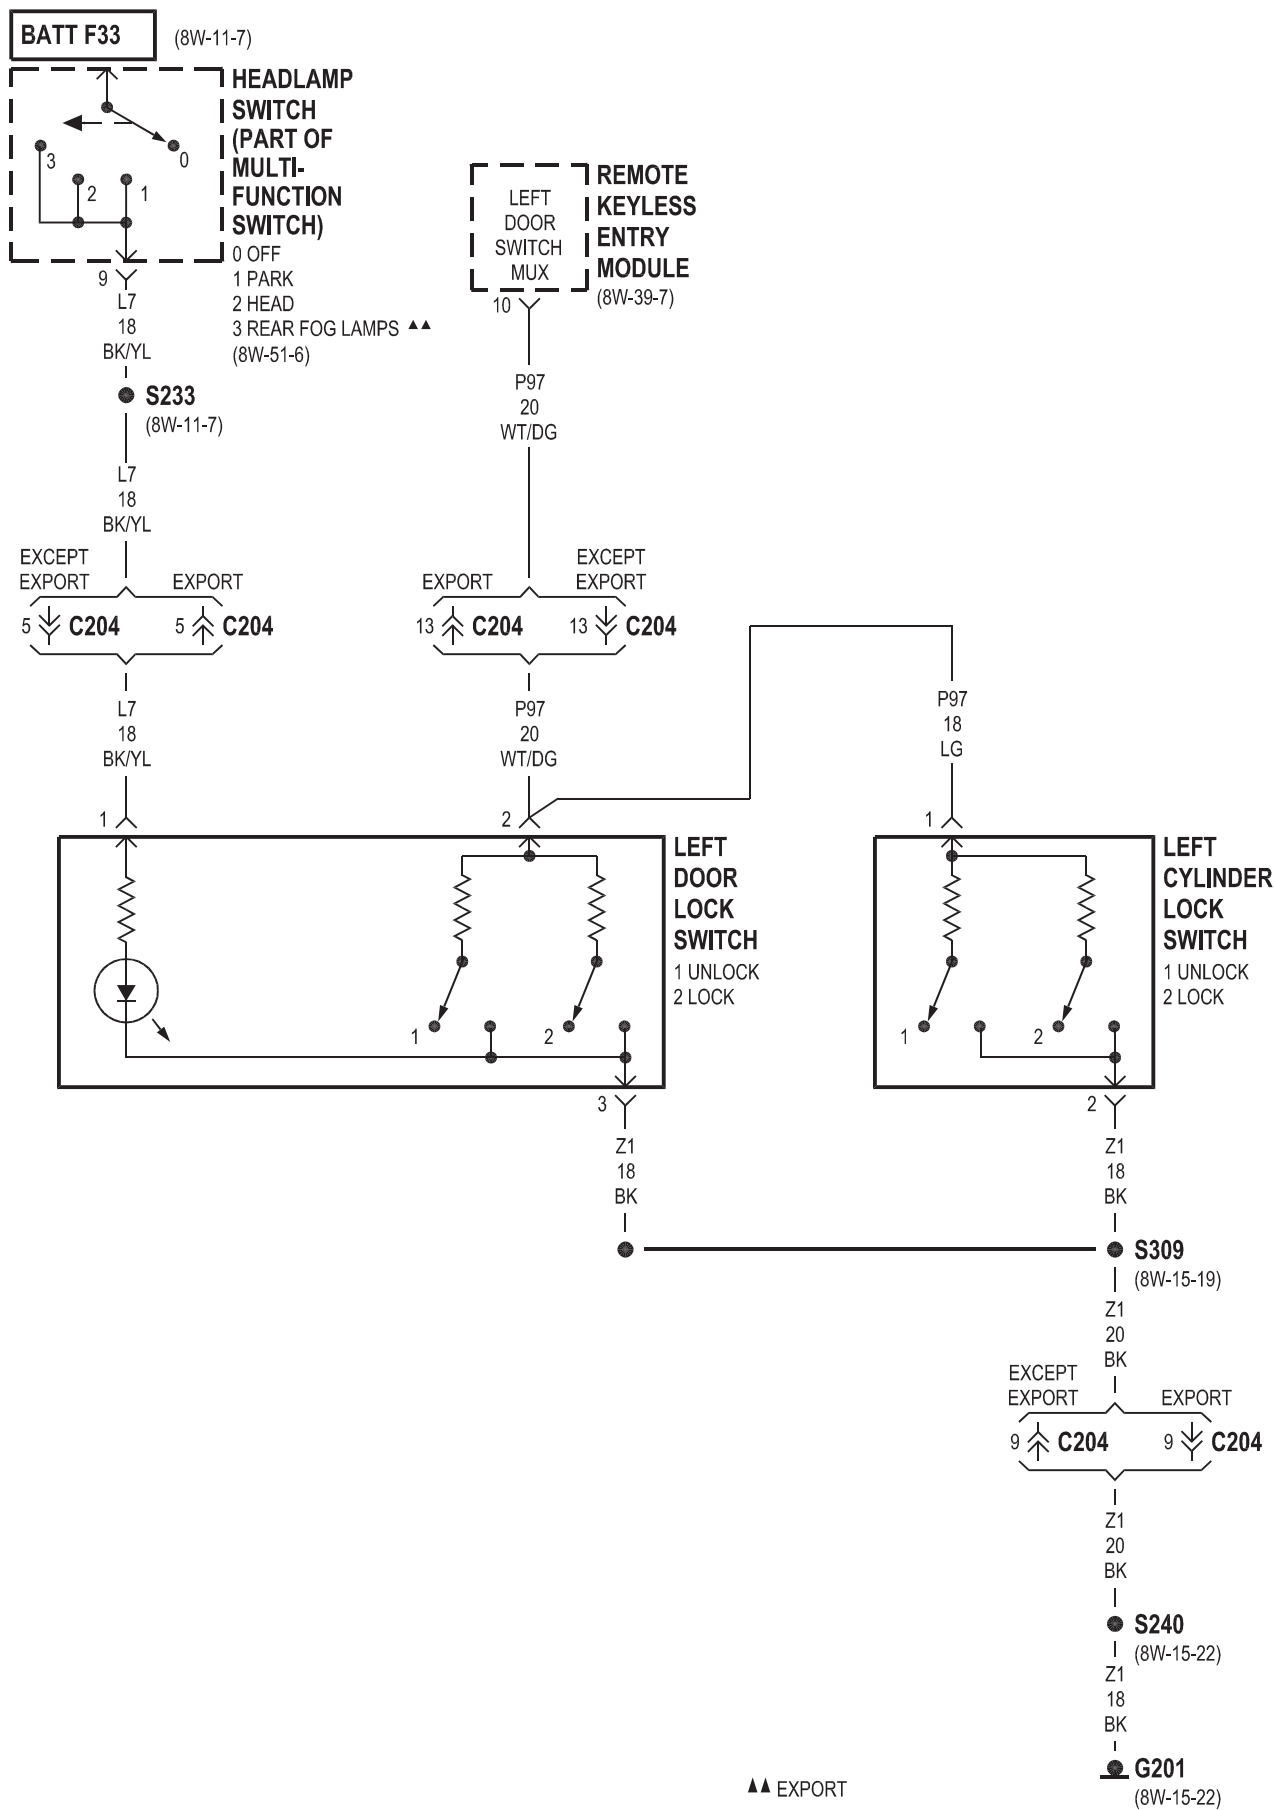 BATT F33
(8W-11-7)
HEADLAMP
SWITCH
(PART OF
MULTI-
FUNCTION
SWITCH)
0 OFF
1 PARK
2 HEAD
3 REAR FOG LAMPS ▲▲
(8W-51-6)
3
2
1
0
9
L7
18
BK/YL
S233
(8W-11-7)
L7
18
BK/YL
EXCEPT
EXPORT
EXPORT
5
C204
5
C204
L7
18
BK/YL
LEFT
DOOR
SWITCH
MUX
REMOTE
KEYLESS
ENTRY
MODULE
(8W-39-7)
10
P97
20
WT/DG
EXPORT
EXCEPT
EXPORT
13
C204
13
C204
P97
20
WT/DG
P97
18
LG
1
2
1
LEFT
DOOR
LOCK
SWITCH
1 UNLOCK
2 LOCK
1
2
LEFT
CYLINDER
LOCK
SWITCH
1 UNLOCK
2 LOCK
1
2
3
Z1
18
BK
2
Z1
18
BK
S309
(8W-15-19)
Z1
20
BK
EXCEPT
EXPORT
EXPORT
9
C204
9
C204
Z1
20
BK
S240
(8W-15-22)
Z1
18
BK
G201
(8W-15-22)
▲▲ EXPORT